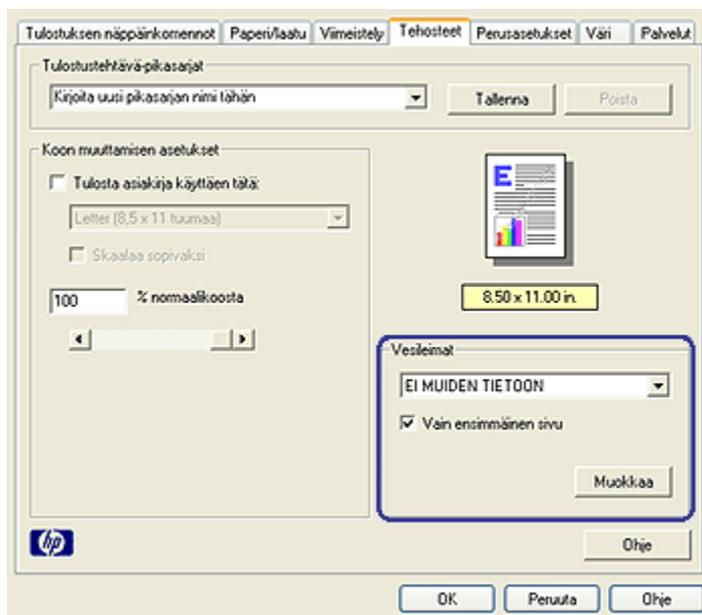 Tulostuksen näppäinkomennot Paperi/laatu Viimeistely Tehosteet Perusasetukset Väri Palvelut
Tulostustehtävä-pikasarjat
Kirjoita uusi pikasarjan nimi tähän Tallenna Poista
Koon muuttamisen asetukset
Tulosta asiakirja käyttäen tätä:
Letter (8,5 x 11 tuumaa)
Skaalaa sopivaksi
100 % normaalikoosta
E
8.50 x 11.00 in.
Vesileimat
EI MUIDEN TIETOON
Vain ensimmäinen sivu
Muokkaa
hp
Ohje
OK Peruuta Ohje